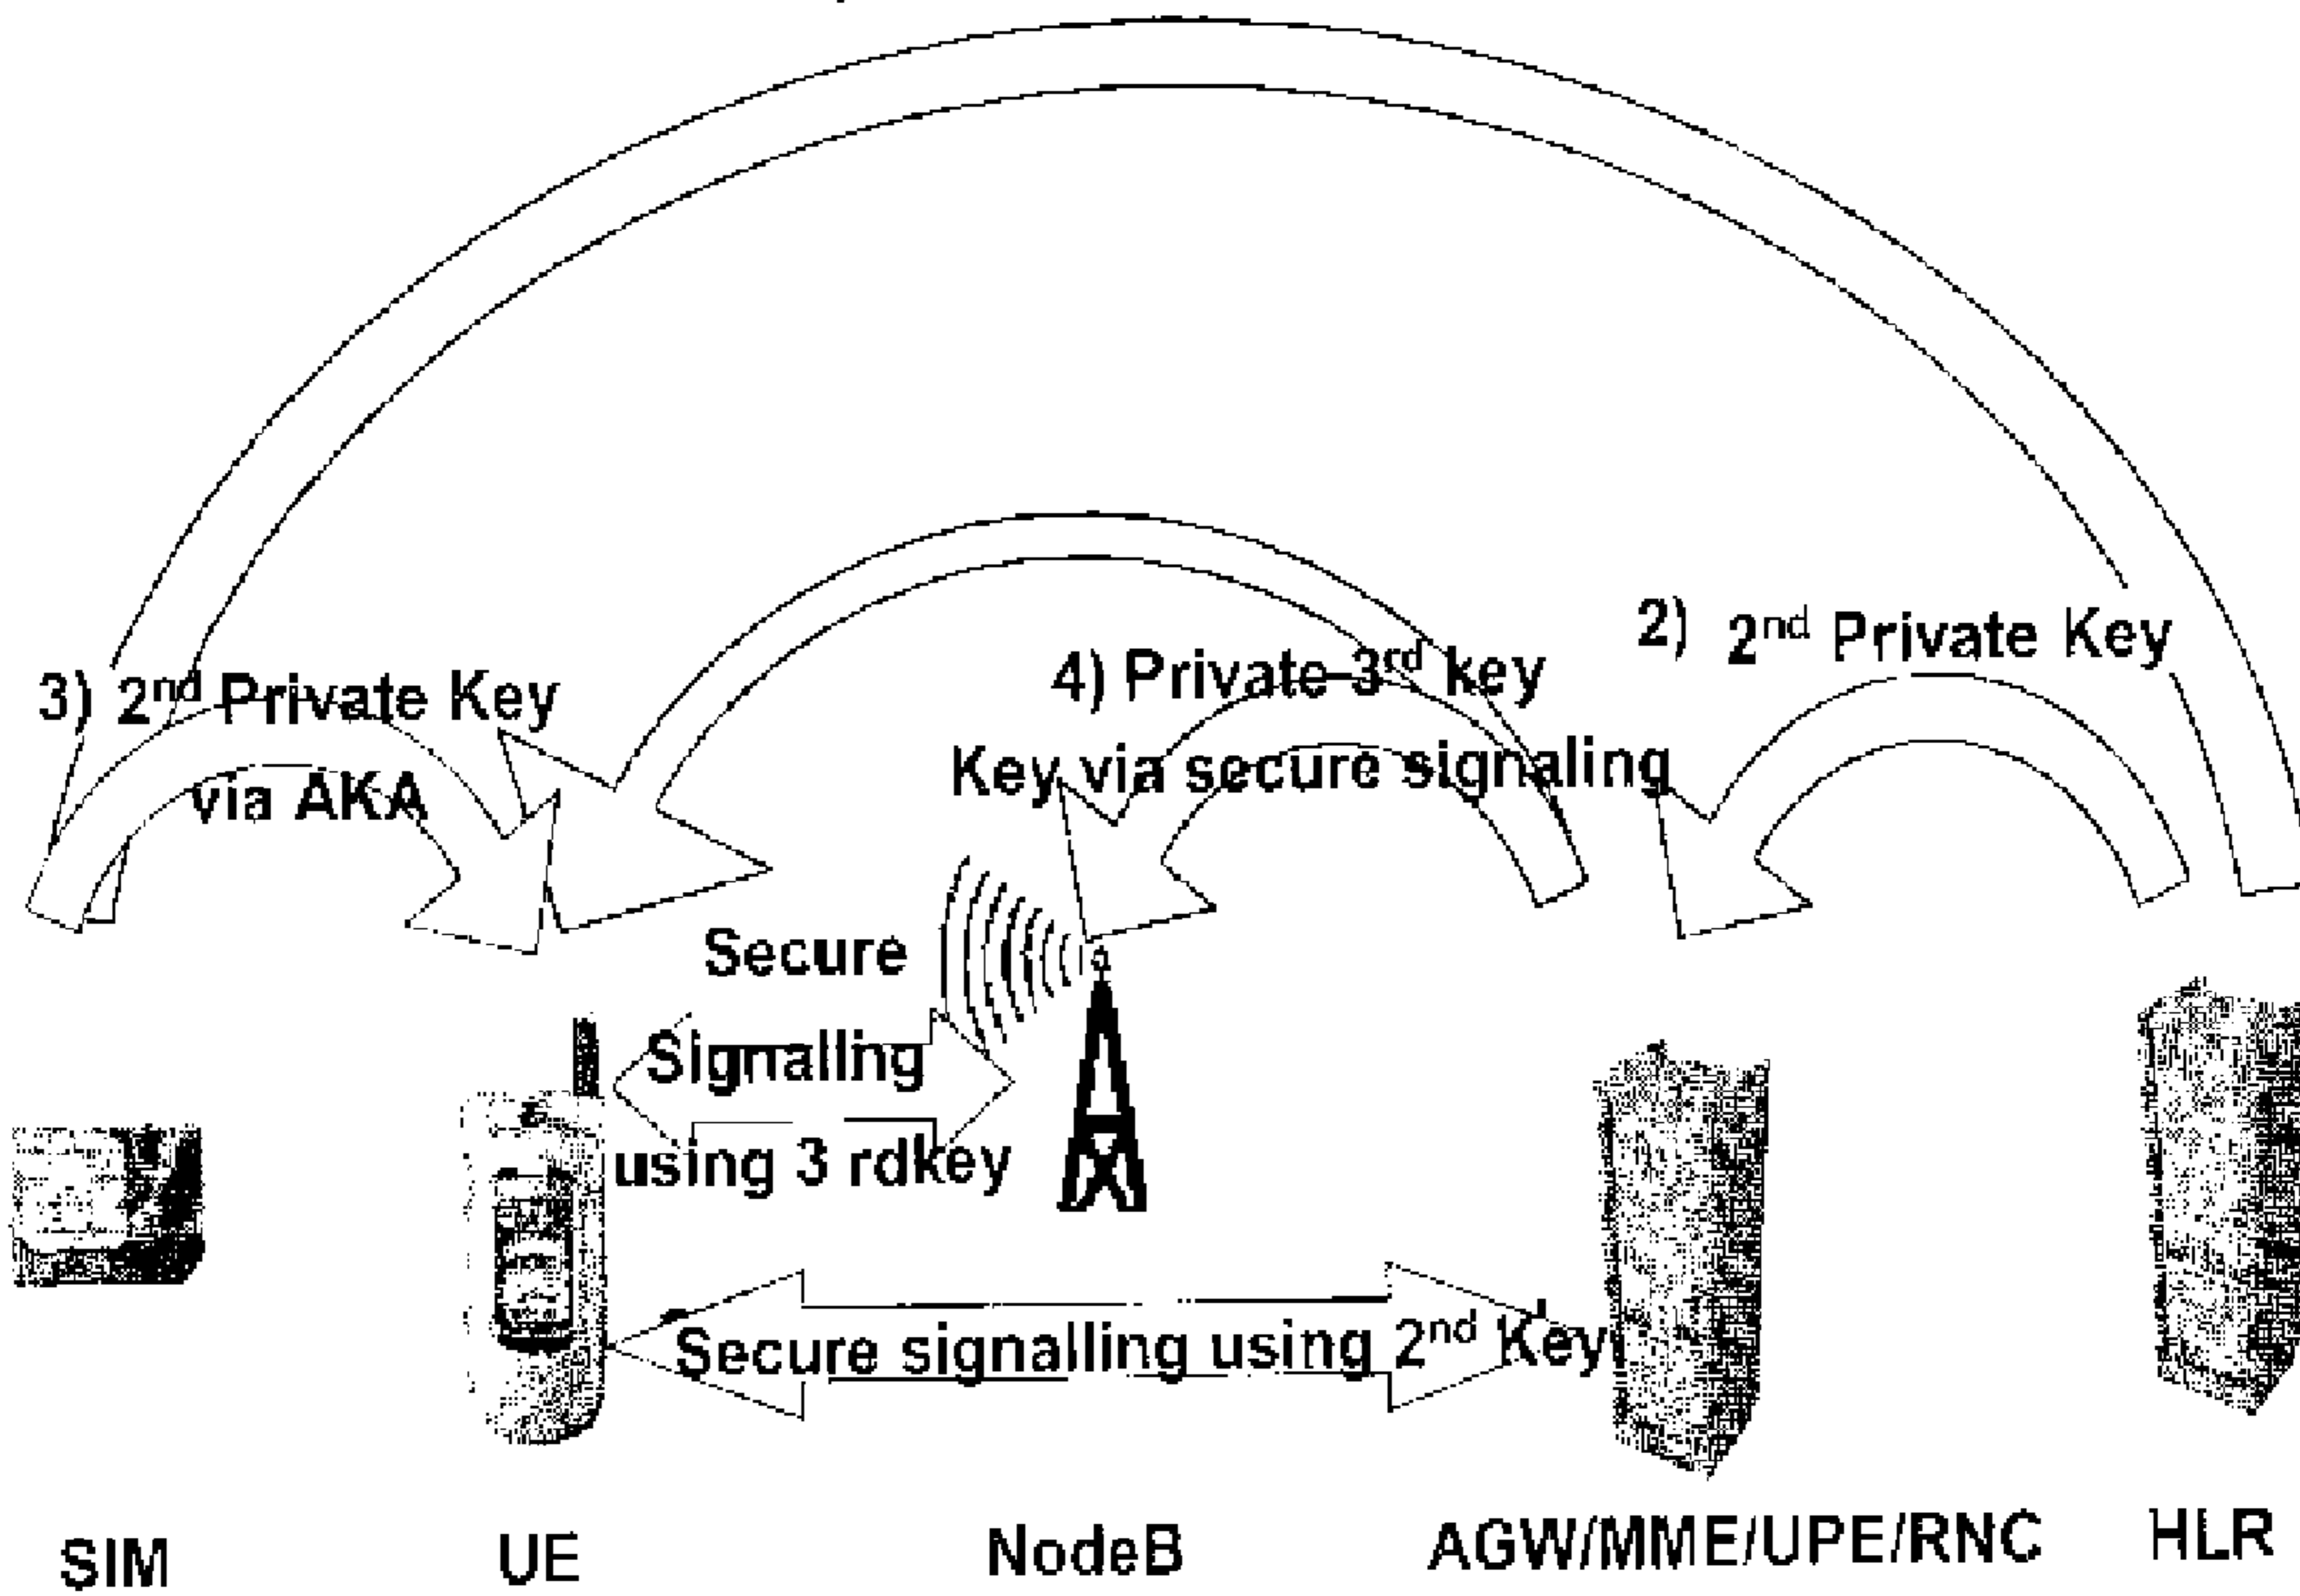 2) 2nd Private Key
3) 2nd Private Key
via AKA
4) Private 3rd key
Key via secure signaling
Secure
Signalling
using 3 rdkey
Secure signalling using 2nd Key
SIM
UE
NodeB
AGW/MME/UPE/RNC
HLR